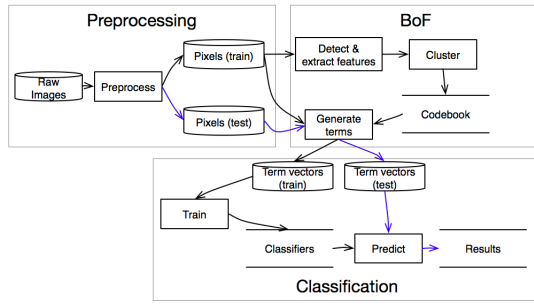 Preprocessing
BoF
Raw
Images
Preprocess
Pixels (train)
Pixels (test)
Detect &
extract features
Cluster
Codebook
Generate
terms
Term vectors
(train)
Term vectors
(test)
Train
Classifiers
Predict
Results
Classification